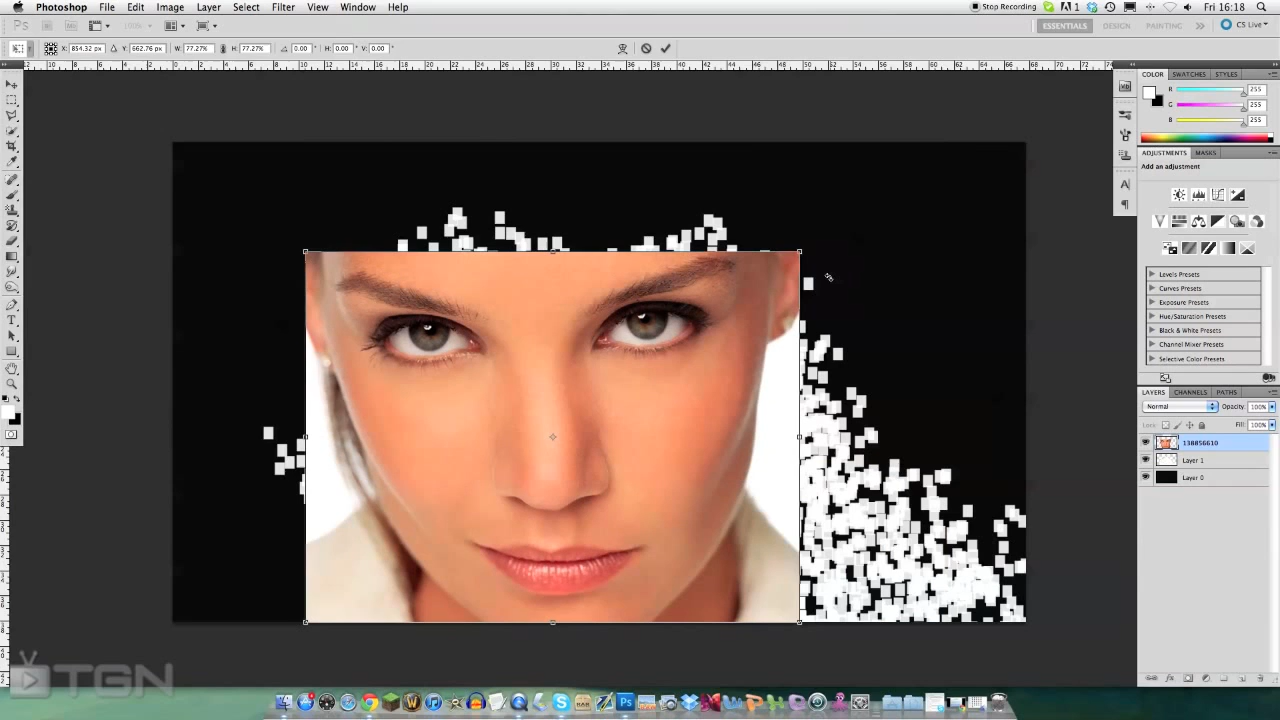 Photoshop File Edit Image Layer Select Filter View Window Help Stop Recording 1 Fri 16:18
Ps 100% ESSENTIALS DESIGN PAINTING CS Live
X: 854.32 px Y: 662.76 px W: 77.27% H: 77.27% 0.00 ° H: 0.00 ° V: 0.00 °
COLOR SWATCHES STYLES
R 255
G 255
B 255
ADJUSTMENTS MASKS
Add an adjustment
Levels Presets
Curves Presets
Exposure Presets
Hue/Saturation Presets
Black & White Presets
Channel Mixer Presets
Selective Color Presets
LAYERS CHANNELS PATHS
Normal Opacity: 100%
Lock: Fill: 100%
138856610
Layer 1
Layer 0
TGN